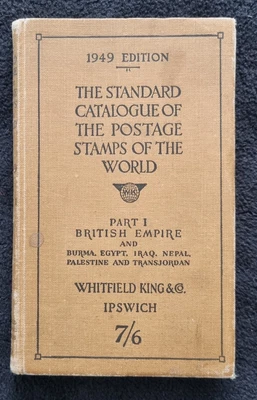 1949 EDITION
THE STANDARD
CATALOGUE OF
THE POSTAGE
STAMPS OF THE
WORLD
WK
PART I
BRITISH EMPIRE
AND
BURMA, EGYPT, IRAQ, NEPAL,
PALESTINE AND TRANSJORDAN
WHITFIELD KING & CO.
IPSWICH
7/6